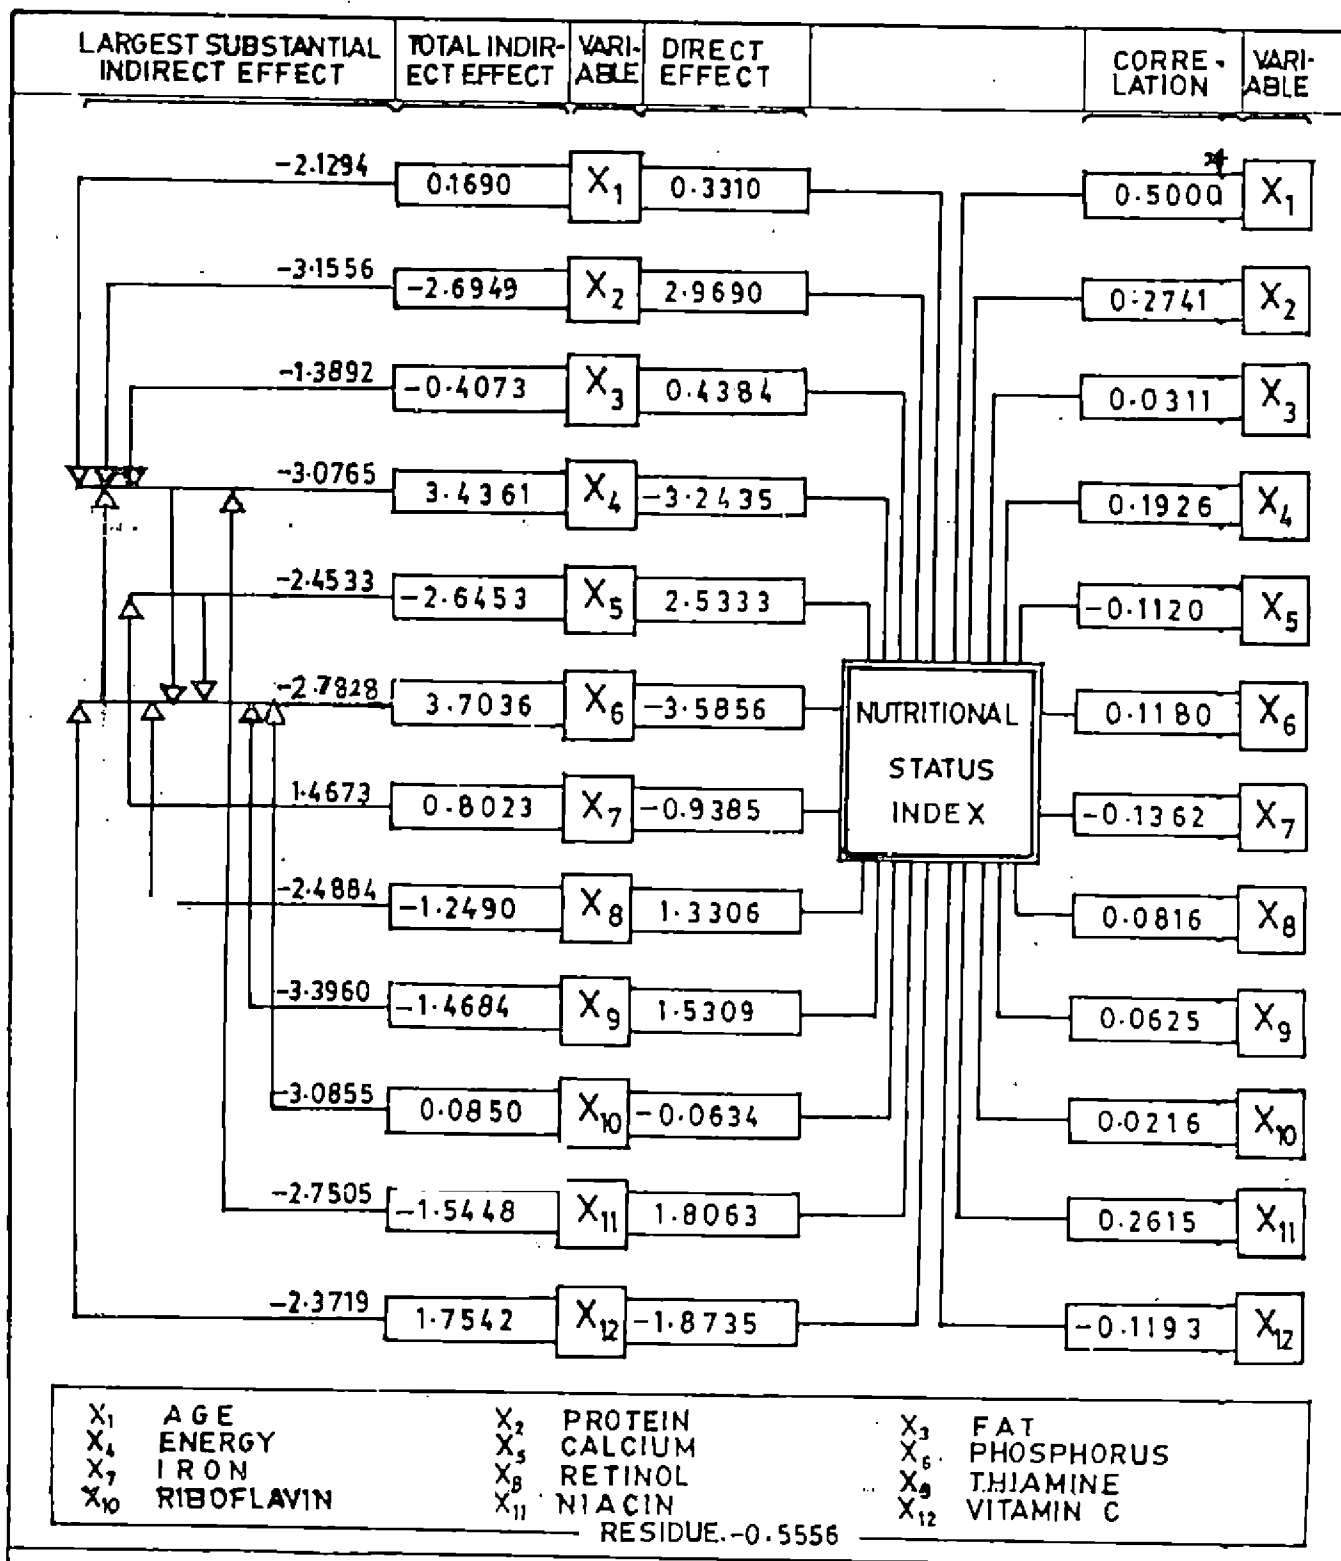 LARGEST SUBSTANTIAL INDIRECT EFFECT
TOTAL INDIR-ECT EFFECT
VARI-ABLE
DIRECT EFFECT
CORRE-LATION
VARI-ABLE
-2.1294 0.1690 X1 0.3310 0.5000 X1
-3.1556 -2.6949 X2 2.9690 0.2741 X2
-1.3892 -0.4073 X3 0.4384 0.0311 X3
-3.0765 3.4361 X4 -3.2435 0.1926 X4
-2.4533 -2.6453 X5 2.5333 -0.1120 X5
-2.7828 3.7036 X6 -3.5856 0.1180 X6
NUTRITIONAL
STATUS
INDEX
1.4673 0.8023 X7 -0.9385 -0.1362 X7
-2.4884 -1.2490 X8 1.3306 0.0816 X8
-3.3960 -1.4684 X9 1.5309 0.0625 X9
-3.0855 0.0850 X10 -0.0634 0.0216 X10
-2.7505 -1.5448 X11 1.8063 0.2615 X11
-2.3719 1.7542 X12 -1.8735 -0.1193 X12
X1 AGE X2 PROTEIN X3 FAT
X4 ENERGY X5 CALCIUM X6 PHOSPHORUS
X7 IRON X8 RETINOL X9 THIAMINE
X10 RIBOFLAVIN X11 NIACIN X12 VITAMIN C
RESIDUE.-0.5556